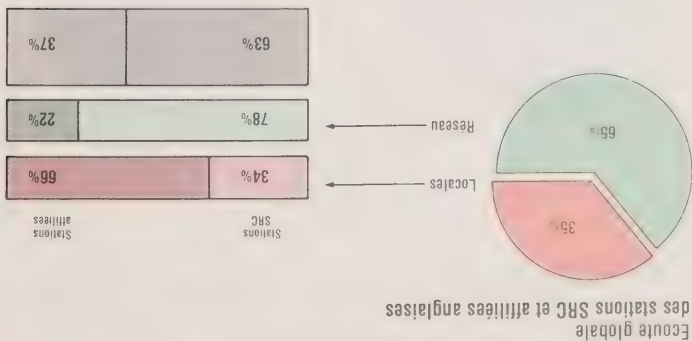 Écoute globale
des stations SRC et affiliées anglaises
35%
65%
Stations
SRC
Stations
affiliées
Locales
34%
66%
Réseau
78%
22%
63%
37%